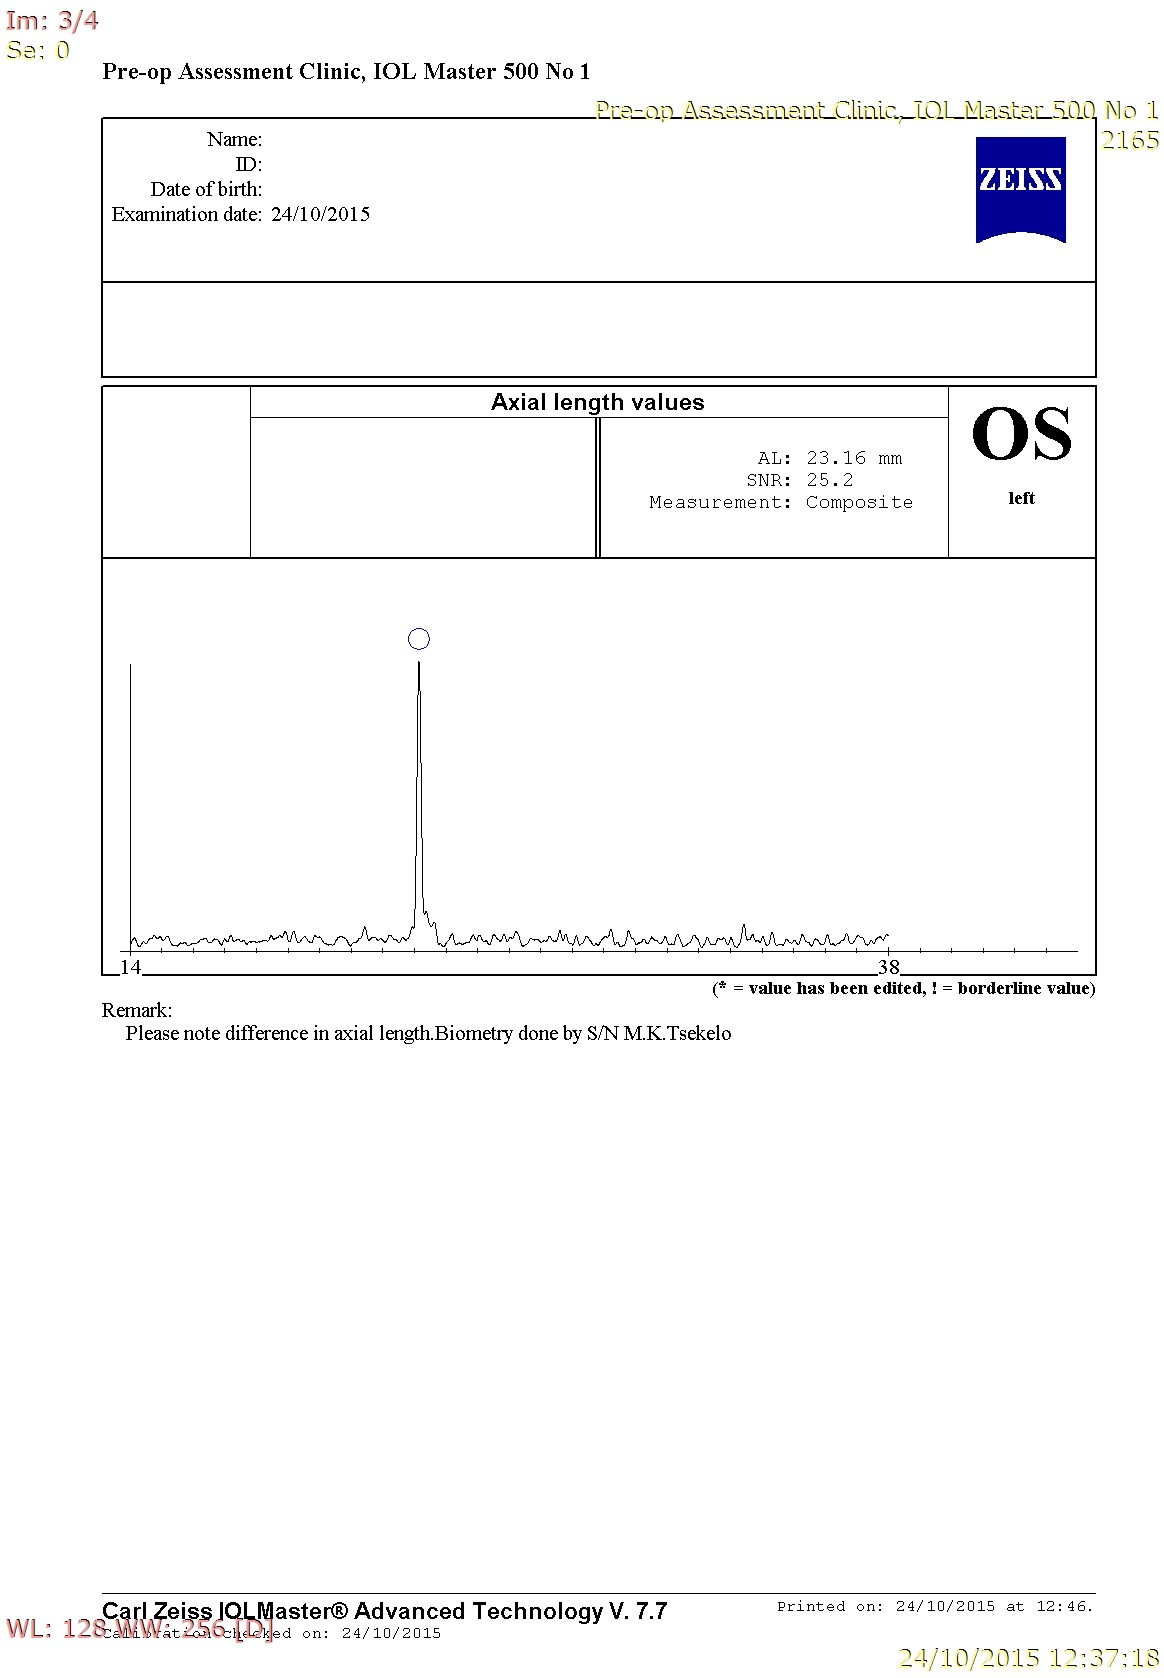 Im: 3/4
Se: 0
Pre-op Assessment Clinic, IOL Master 500 No 1
Pre-op Assessment Clinic, IOL Master 500 No 1
2165
Name:
ID:
Date of birth:
Examination date: 24/10/2015
ZEISS
Axial length values
OS
left
AL: 23.16 mm
SNR: 25.2
Measurement: Composite
14
38
(* = value has been edited, ! = borderline value)
Remark:
Please note difference in axial length.Biometry done by S/N M.K.Tsekelo
Carl Zeiss IOLMaster® Advanced Technology V. 7.7
Printed on: 24/10/2015 at 12:46.
WL: 128 WW: 256 [D]
Calibration checked on: 24/10/2015
24/10/2015 12:37:18